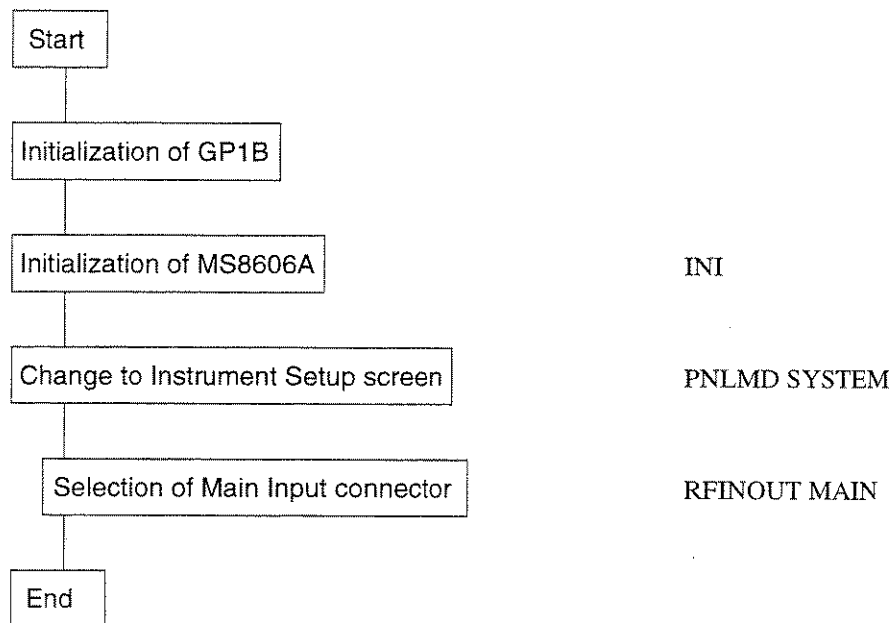 Start
Initialization of GP1B
Initialization of MS8606A INI
Change to Instrument Setup screen PNLMD SYSTEM
Selection of Main Input connector RFINOUT MAIN
End